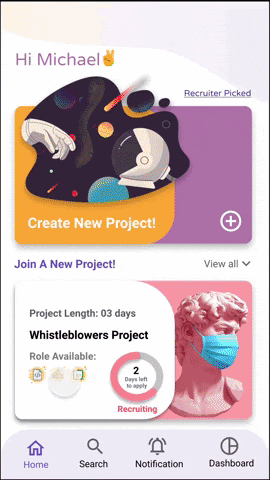 Hi Michael✌️
Recruiter Picked
Create New Project!
Join A New Project!
View all
Project Length: 03 days
Whistleblowers Project
Role Available:
2
Days left
to apply
Recruiting
Home
Search
Notification
Dashboard